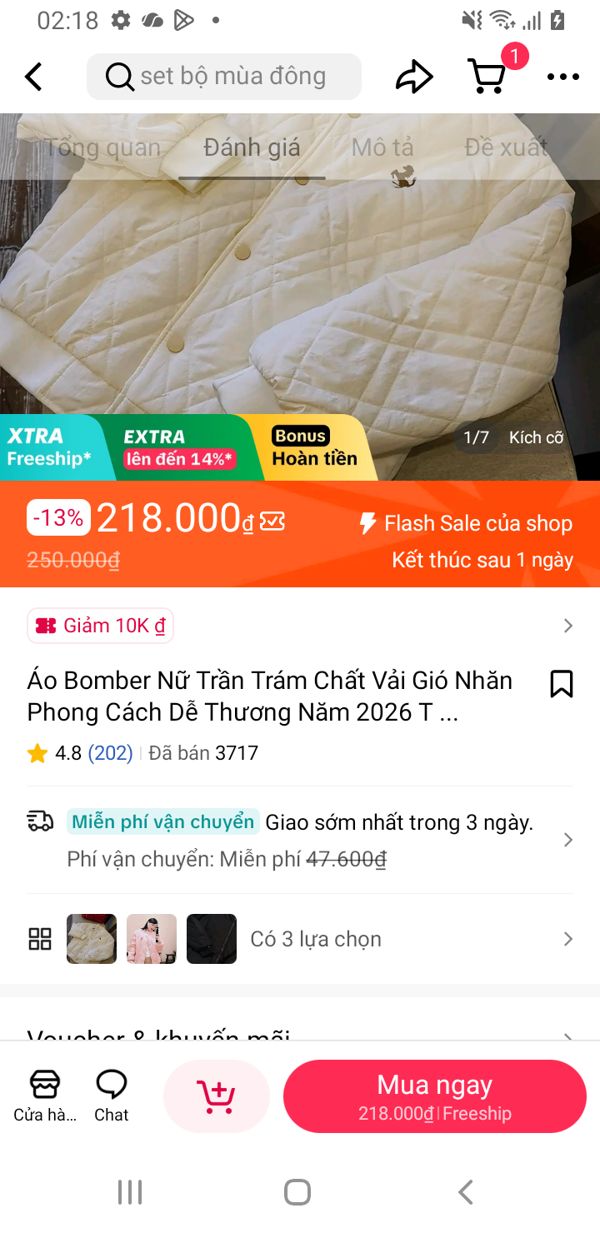 02:18
set bộ mùa đông
1
Tổng quan Đánh giá Mô tả Đề xuất
XTRA Freeship*
EXTRA lên đến 14%*
Bonus Hoàn tiền
1/7 Kích cỡ
-13% 218.000₫ Flash Sale của shop
250.000₫ Kết thúc sau 1 ngày
Giảm 10K ₫
Áo Bomber Nữ Trần Trám Chất Vải Gió Nhăn
Phong Cách Dễ Thương Năm 2026 T ...
4.8 (202) Đã bán 3717
Miễn phí vận chuyển Giao sớm nhất trong 3 ngày.
Phí vận chuyển: Miễn phí 47.600₫
Có 3 lựa chọn
Voucher & khuyến mãi
Cửa hà... Chat
Mua ngay
218.000₫ | Freeship